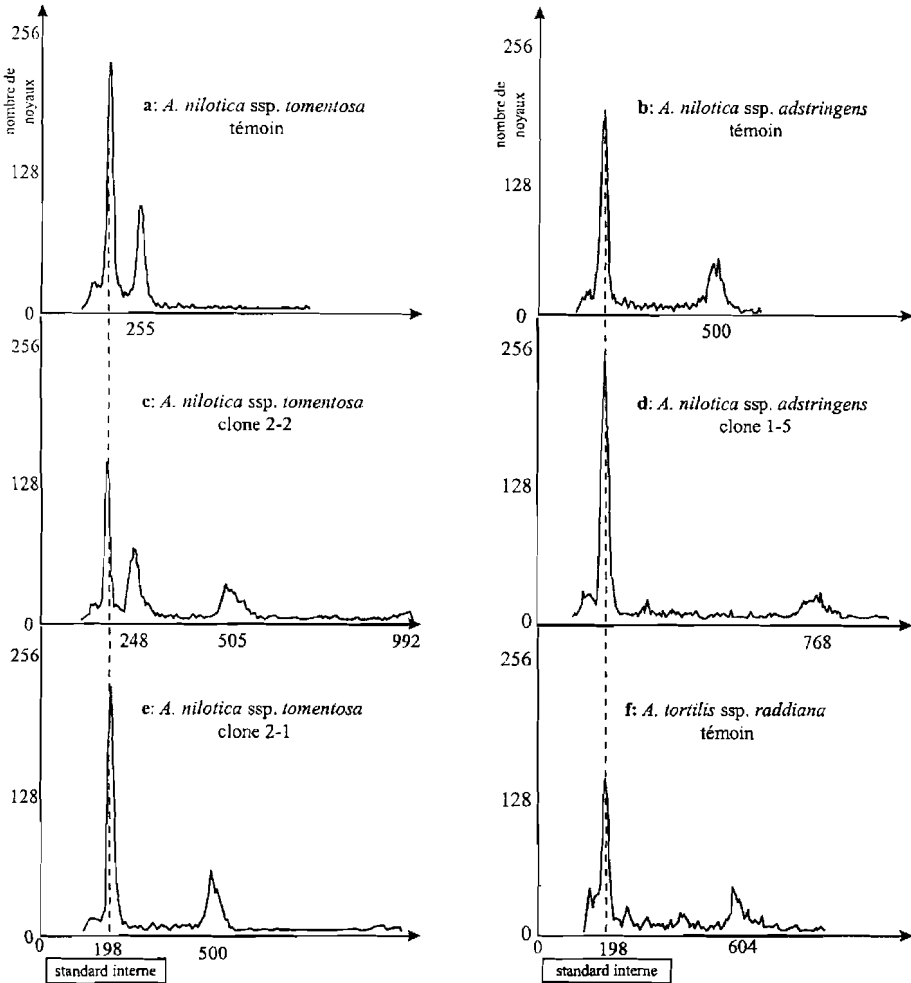 256
nombre de
noyaux
a: A. nilotica ssp. tomentosa
témoin
128
0
255
256
nombre de
noyaux
b: A. nilotica ssp. adstringens
témoin
128
0
500
256
c: A. nilotica ssp. tomentosa
clone 2-2
128
0
248 505 992
256
d: A. nilotica ssp. adstringens
clone 1-5
128
0
768
256
e: A. nilotica ssp. tomentosa
clone 2-1
128
0
0 198 500
standard interne
256
f: A. tortilis ssp. raddiana
témoin
128
0
0 198 604
standard interne